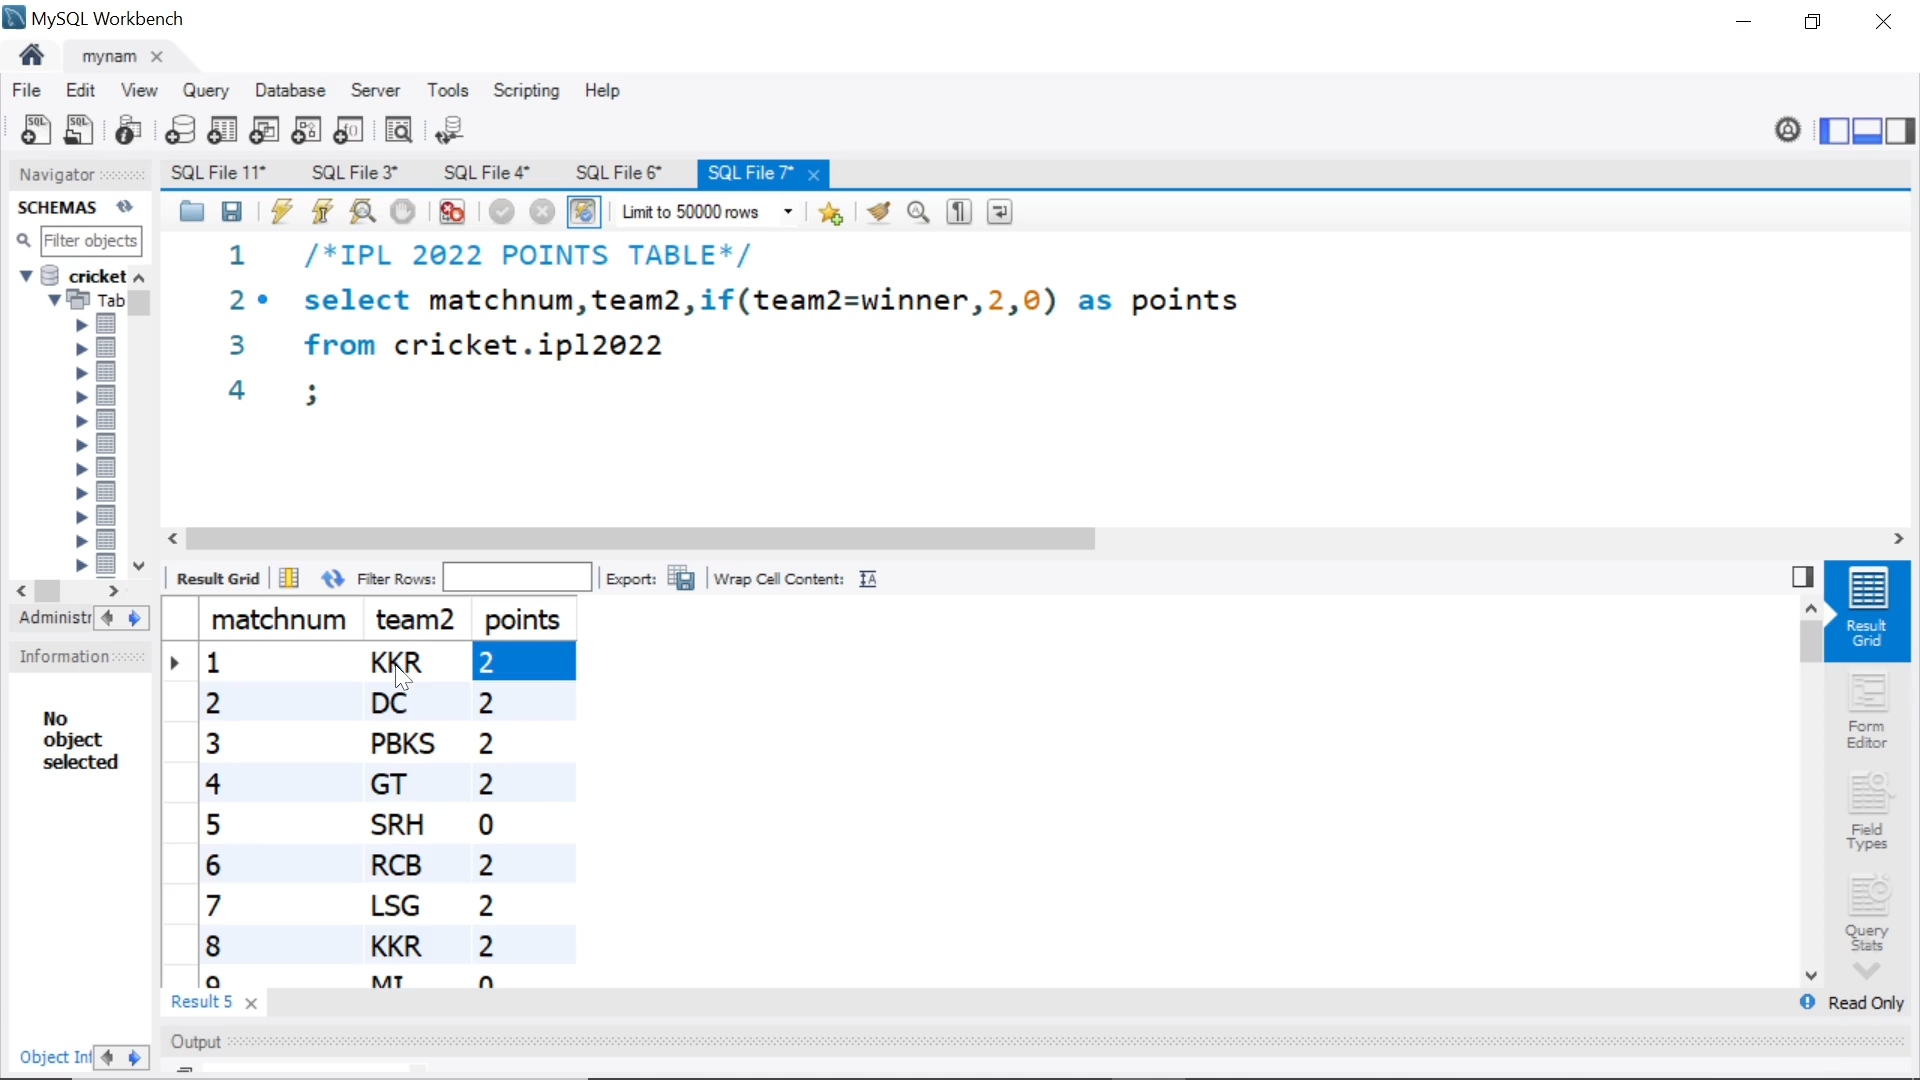 MySQL Workbench
mynam
File Edit View Query Database Server Tools Scripting Help
Navigator
SQL File 11* SQL File 3* SQL File 4* SQL File 6* SQL File 7*
SCHEMAS
Limit to 50000 rows
Filter objects
cricket
Tab
1 /*IPL 2022 POINTS TABLE*/
2 select matchnum,team2,if(team2=winner,2,0) as points
3 from cricket.ipl2022
4 ;
Result Grid Filter Rows: Export: Wrap Cell Content:
Administr
Information
No
object
selected
matchnum team2 points
1 KKR 2
2 DC 2
3 PBKS 2
4 GT 2
5 SRH 0
6 RCB 2
7 LSG 2
8 KKR 2
9 MI 0
Result
Grid
Form
Editor
Field
Types
Query
Stats
Result 5
Read Only
Output
Object Inf